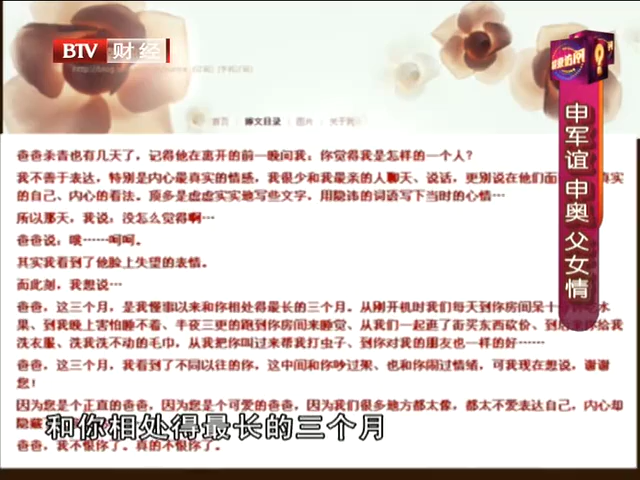 BTV 财经
首页 博文目录 图片 关于我
申军谊 申奥 父女情
爸爸去青也有几天了，记得他在离开的前一晚问我：你觉得我是怎样的一个人？
我不善于表达，特别是内心最真实的情感，我很少和我最亲的人聊天、说话，更别说在他们面 真实
的自己、内心的看法。顶多是虚虚实实地写些文字，用隐讳的词语写下当时的心情…
所以那天，我说：没怎么觉得啊…
爸爸说：哦……呵呵。
其实我看到了他脸上失望的表情。
而此刻，我想说…
爸爸，这三个月，是我懂事以来和你相处得最长的三个月。从刚开机时我们每天到你房间呆十 吃水
果、到我晚上害怕睡不着、半夜三更的跑到你房间来睡觉、从我们一起逛了街买东西砍价、到后来你给我
洗衣服、洗我洗不动的毛巾，从我把你叫过来帮我打虫子、到你对我的朋友也一样的好……
爸爸，这三个月，我看到了不同以往的你，这中间和你吵过架、也和你闹过情绪，可我现在想说，谢谢
您！
因为您是个正直的爸爸，因为您是个可爱的爸爸，因为我们很多地方都太像，都太不爱表达自己，内心却
隐藏
和你相处得最长的三个月
爸爸，我不恨你了。真的不恨你了。